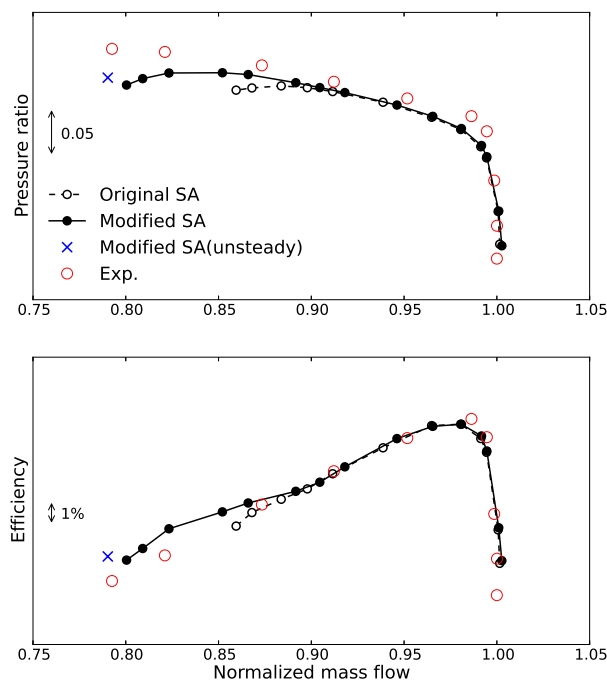 Pressure ratio
0.05
Original SA
Modified SA
Modified SA(unsteady)
Exp.
0.75 0.80 0.85 0.90 0.95 1.00 1.05
Efficiency
1%
0.75 0.80 0.85 0.90 0.95 1.00 1.05
Normalized mass flow